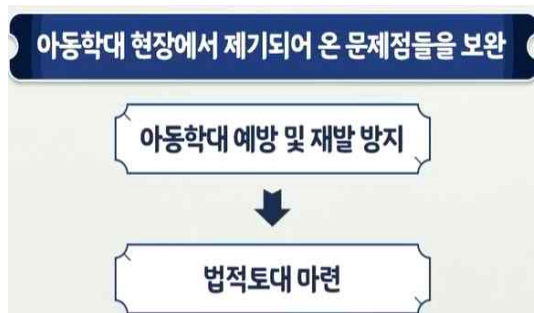 아동학대 현장에서 제기되어 온 문제점들을 보완
아동학대 예방 및 재발 방지
법적토대 마련